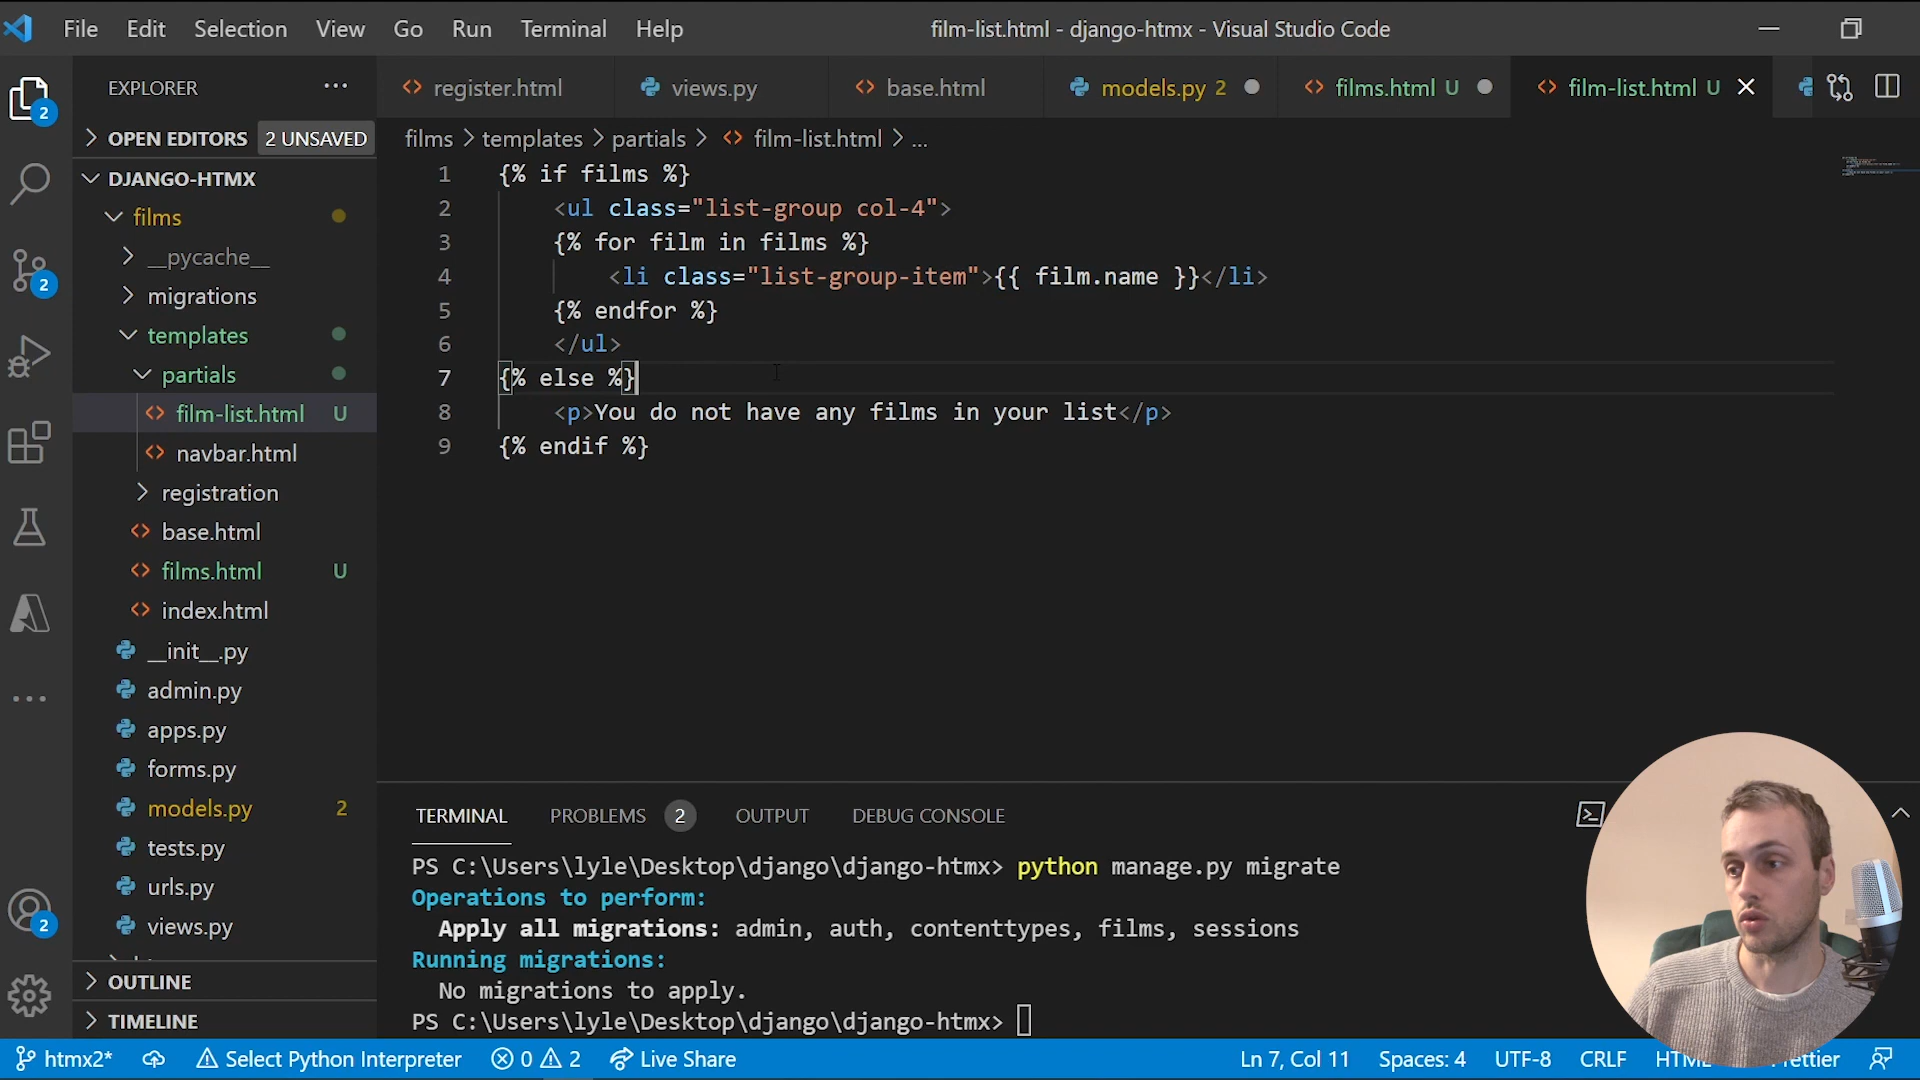 File Edit Selection View Go Run Terminal Help
film-list.html - django-htmx - Visual Studio Code
EXPLORER ...
register.html
views.py
base.html
models.py 2
films.html U
film-list.html U
OPEN EDITORS 2 UNSAVED
films > templates > partials > film-list.html > ...
DJANGO-HTMX
films
__pycache__
migrations
templates
partials
film-list.html U
navbar.html
registration
base.html
films.html U
index.html
__init__.py
admin.py
apps.py
forms.py
models.py 2
tests.py
urls.py
views.py
OUTLINE
TIMELINE
2
2
2
1 {% if films %}
2 <ul class="list-group col-4">
3 {% for film in films %}
4 <li class="list-group-item">{{ film.name }}</li>
5 {% endfor %}
6 </ul>
7 {% else %}
8 <p>You do not have any films in your list</p>
9 {% endif %}
TERMINAL PROBLEMS 2 OUTPUT DEBUG CONSOLE
PS C:\Users\lyle\Desktop\django\django-htmx> python manage.py migrate
Operations to perform:
Apply all migrations: admin, auth, contenttypes, films, sessions
Running migrations:
No migrations to apply.
PS C:\Users\lyle\Desktop\django\django-htmx>
htmx2* Select Python Interpreter 0 2 Live Share Ln 7, Col 11 Spaces: 4 UTF-8 CRLF